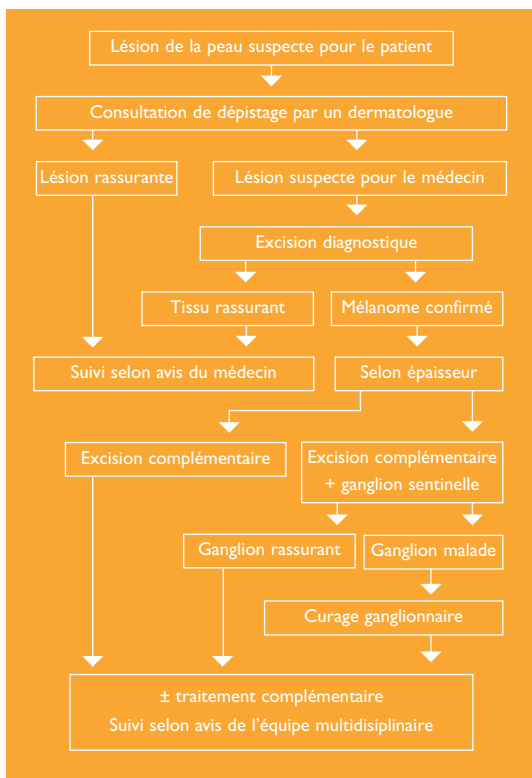 Lésion de la peau suspecte pour le patient
Consultation de dépistage par un dermatologue
Lésion rassurante
Lésion suspecte pour le médecin
Excision diagnostique
Tissu rassurant
Mélanome confirmé
Suivi selon avis du médecin
Selon épaisseur
Excision complémentaire
Excision complémentaire
+ ganglion sentinelle
Ganglion rassurant
Ganglion malade
Curage ganglionnaire
± traitement complémentaire
Suivi selon avis de l’équipe multidisiplinaire